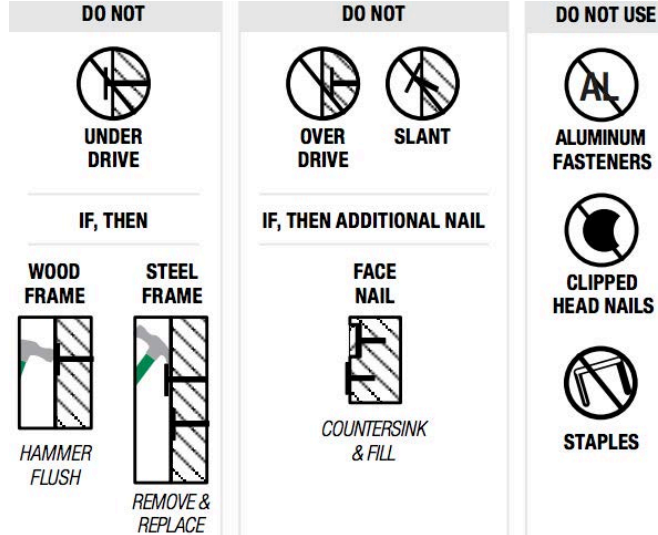 DO NOT
UNDER
DRIVE
IF, THEN
WOOD
FRAME
STEEL
FRAME
HAMMER
FLUSH
REMOVE &
REPLACE
DO NOT
OVER
DRIVE
SLANT
IF, THEN ADDITIONAL NAIL
FACE
NAIL
COUNTERSINK
& FILL
DO NOT USE
AL
ALUMINUM
FASTENERS
CLIPPED
HEAD NAILS
STAPLES